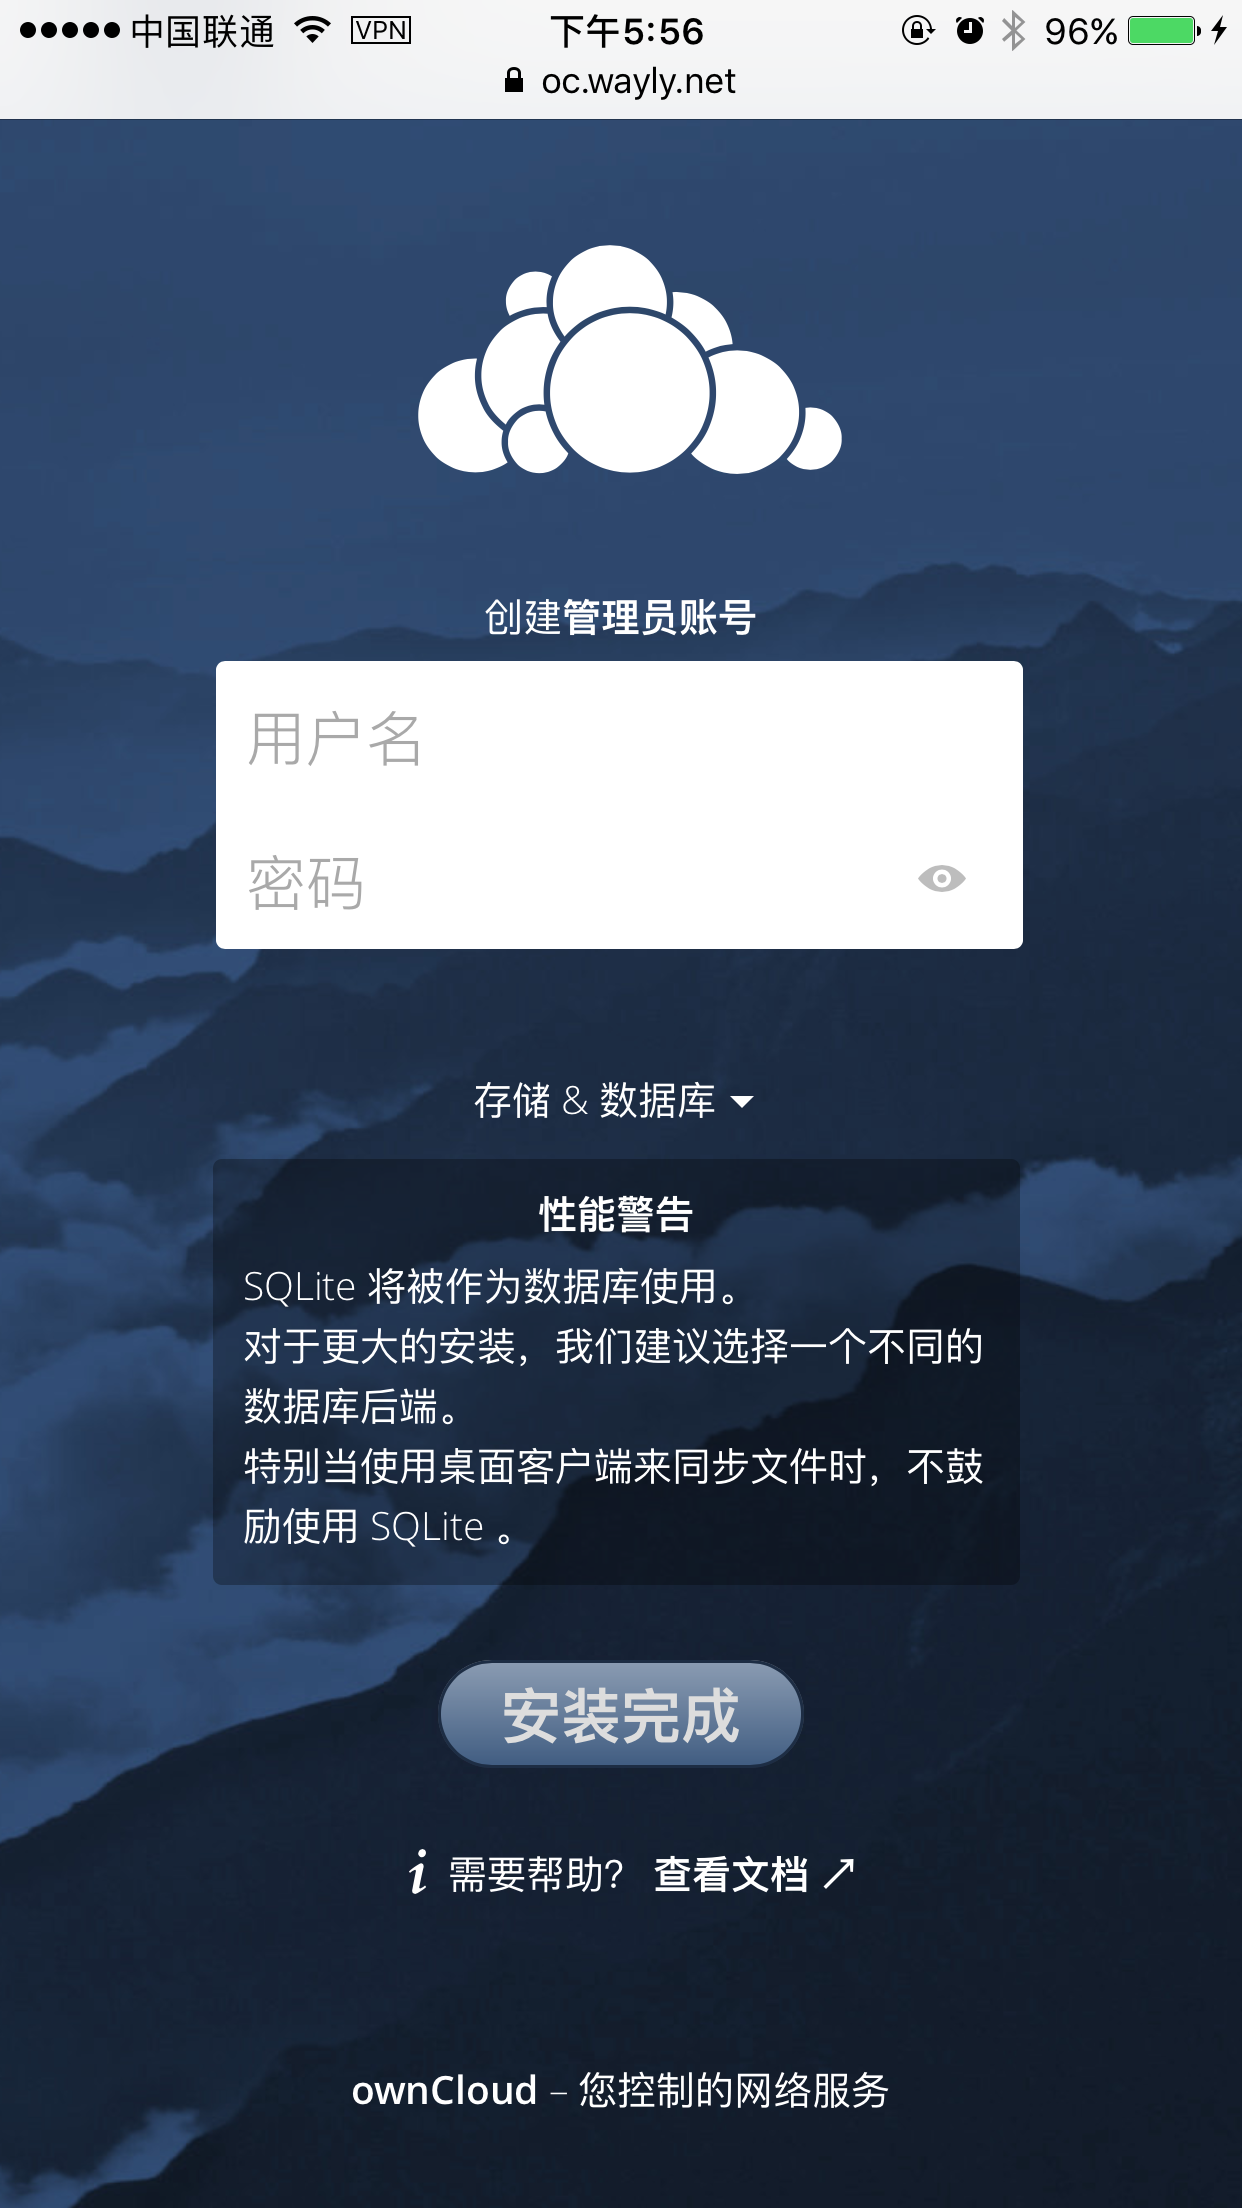 中国联通 VPN 下午5:56 96%
oc.wayly.net
创建管理员账号
用户名
密码
存储 & 数据库
性能警告
SQLite 将被作为数据库使用。
对于更大的安装，我们建议选择一个不同的
数据库后端。
特别当使用桌面客户端来同步文件时，不鼓
励使用 SQLite 。
安装完成
i 需要帮助? 查看文档 ↗
ownCloud – 您控制的网络服务